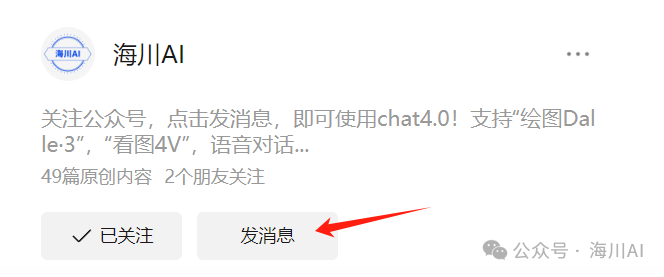 海川AI
海川AI
关注公众号，点击发消息，即可使用chat4.0！支持“绘图Dal
le·3”，“看图4V”，语音对话...
49篇原创内容 2个朋友关注
已关注 发消息
公众号 · 海川AI